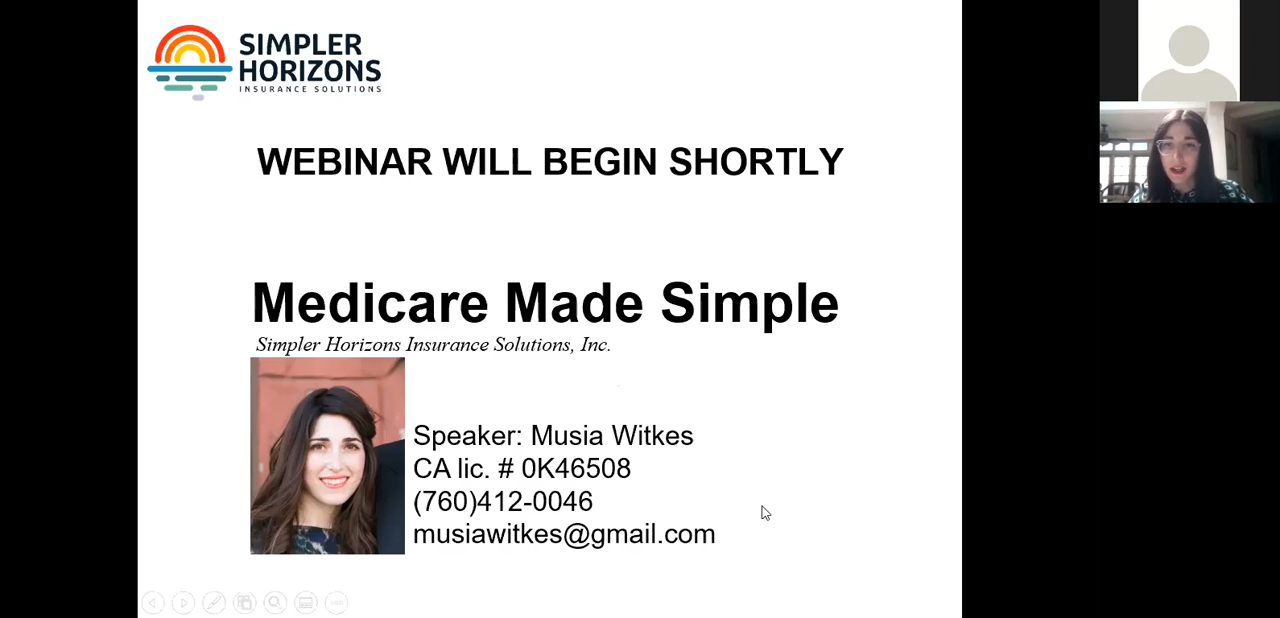 SIMPLER
HORIZONS
INSURANCE SOLUTIONS
WEBINAR WILL BEGIN SHORTLY
Medicare Made Simple
Simpler Horizons Insurance Solutions, Inc.
Speaker: Musia Witkes
CA lic. # 0K46508
(760)412-0046
musiawitkes@gmail.com